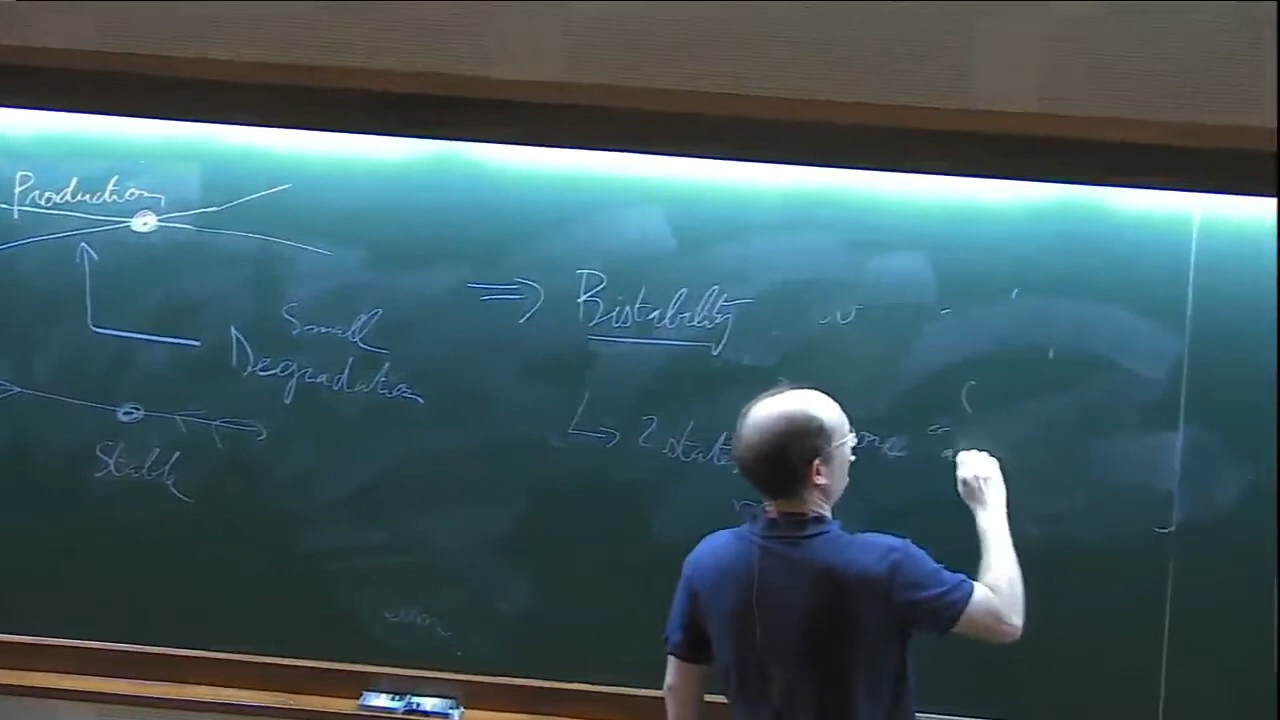 Production
Small
Degradation
Stable
⇒ Bistability
↳ 2 states